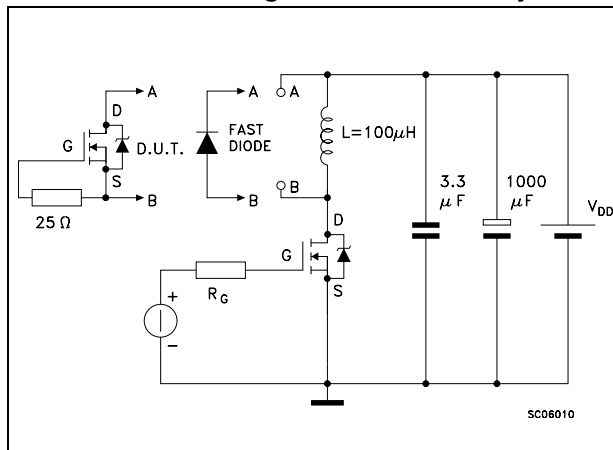 A
D
G
D.U.T.
S
B
25 Ω
A
FAST
DIODE
B
A
L=100μH
B
D
G
S
R_G
+
−
3.3
μF
1000
μF
V_DD
SC06010